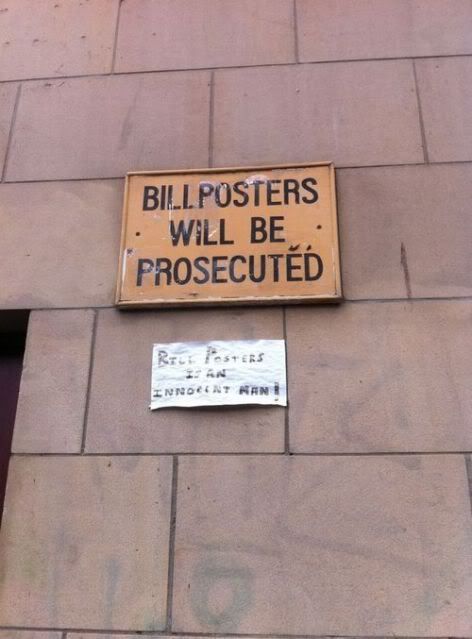 BILLPOSTERS
WILL BE
PROSECUTED
BILL POSTERS
IS AN
INNOCENT MAN!